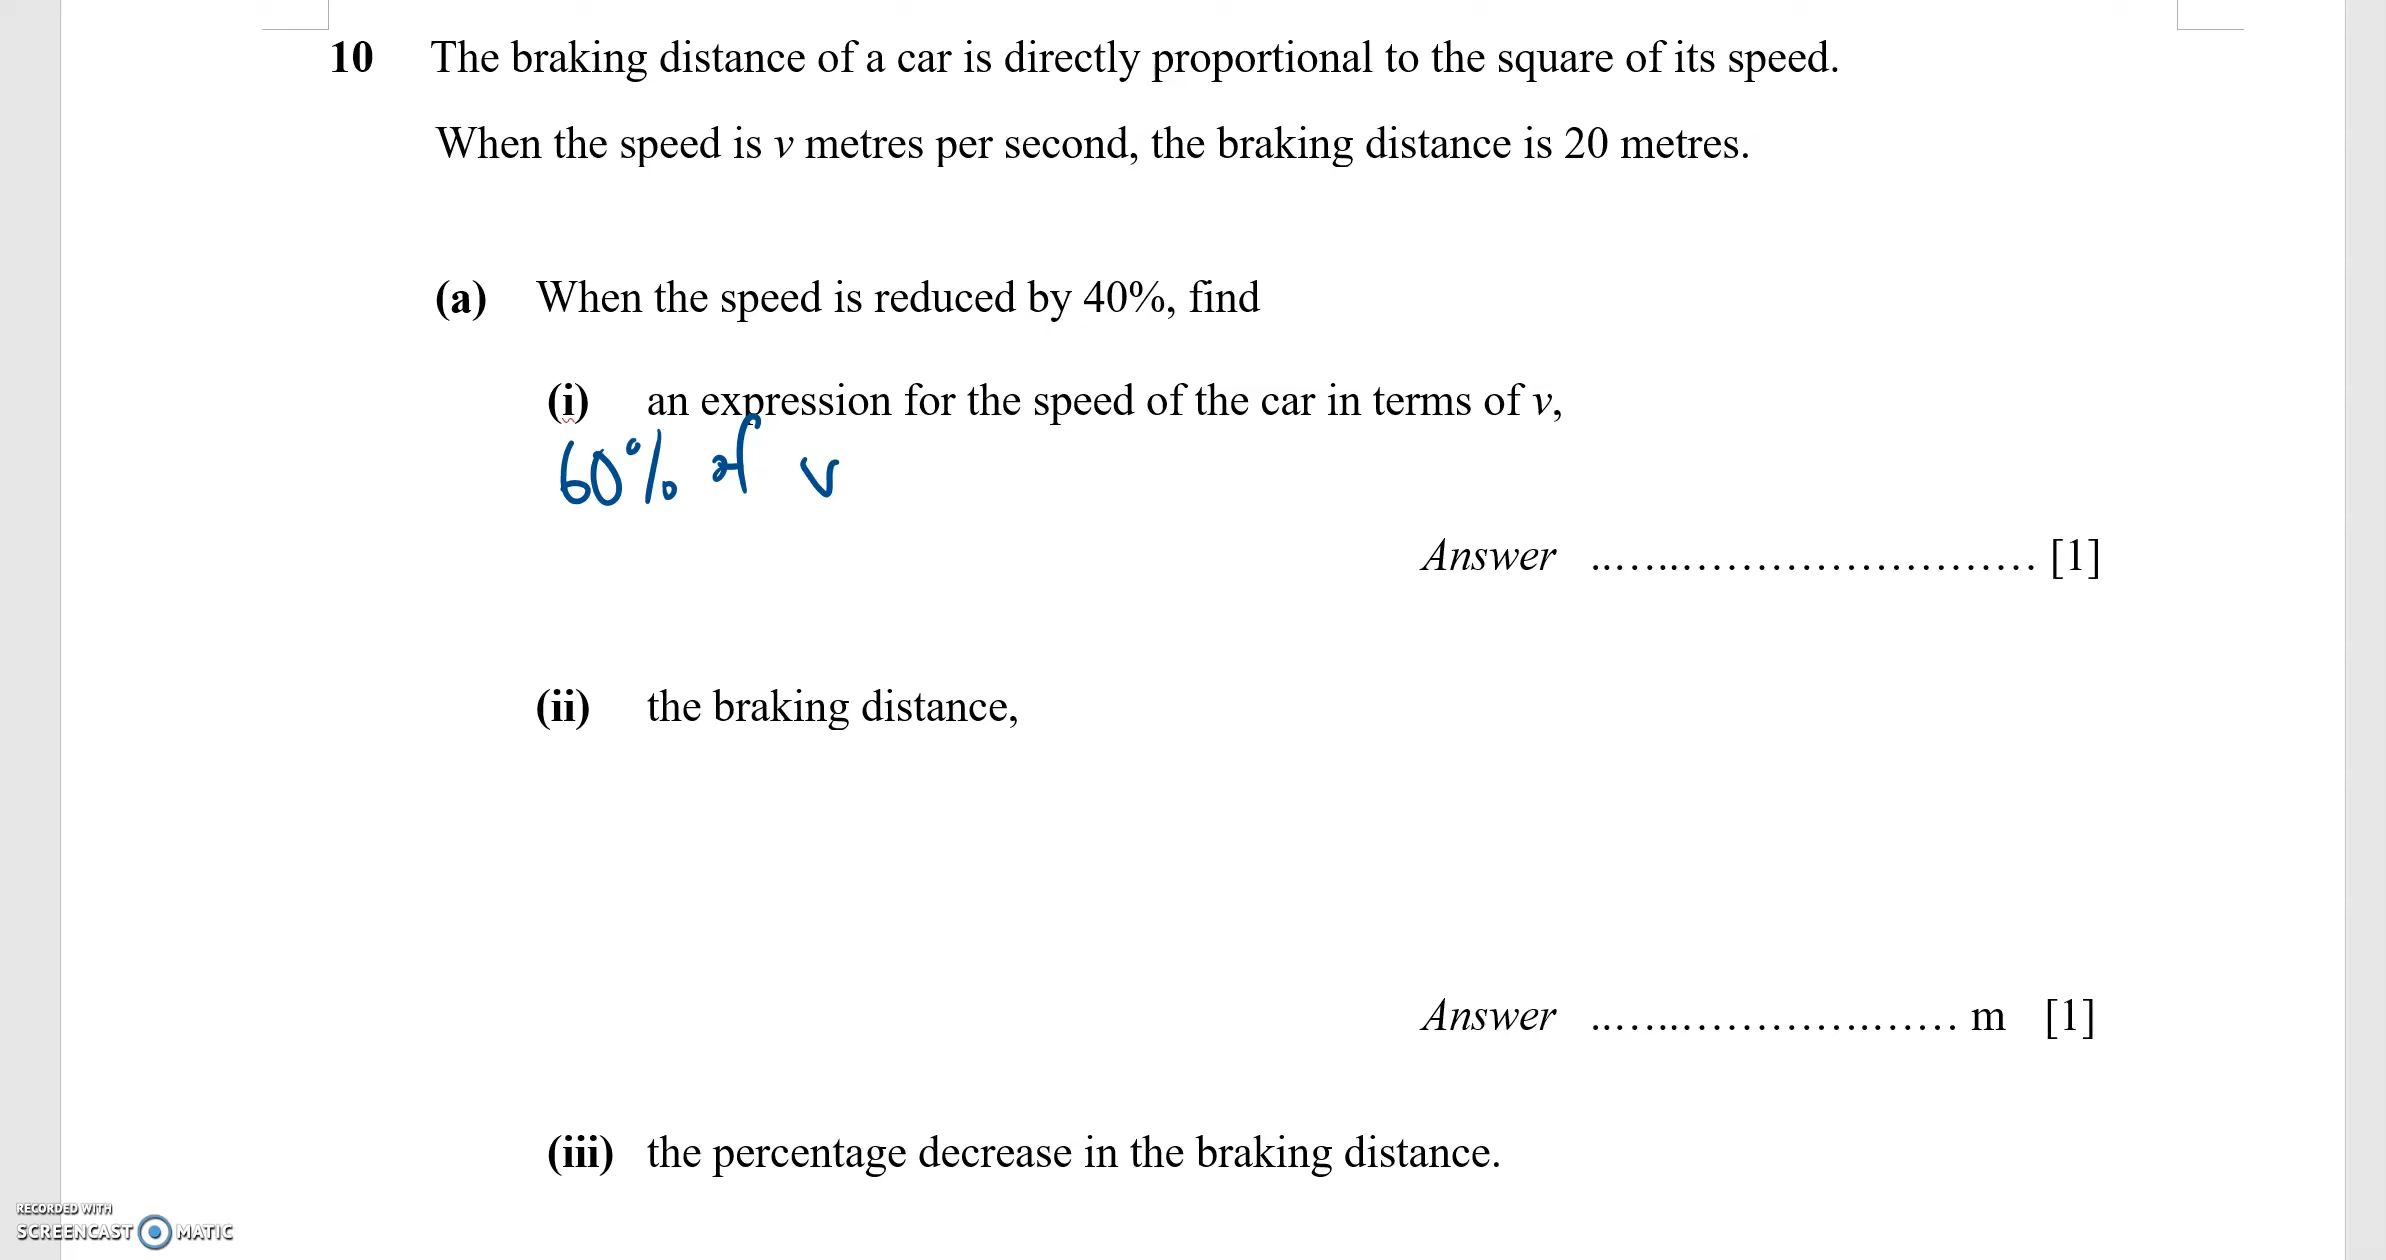 10 The braking distance of a car is directly proportional to the square of its speed.
When the speed is v metres per second, the braking distance is 20 metres.
(a) When the speed is reduced by 40%, find
(i) an expression for the speed of the car in terms of v,
60% of v
Answer ................................. [1]
(ii) the braking distance,
Answer ........................... m [1]
(iii) the percentage decrease in the braking distance.
RECORDED WITH
SCREENCAST MATIC